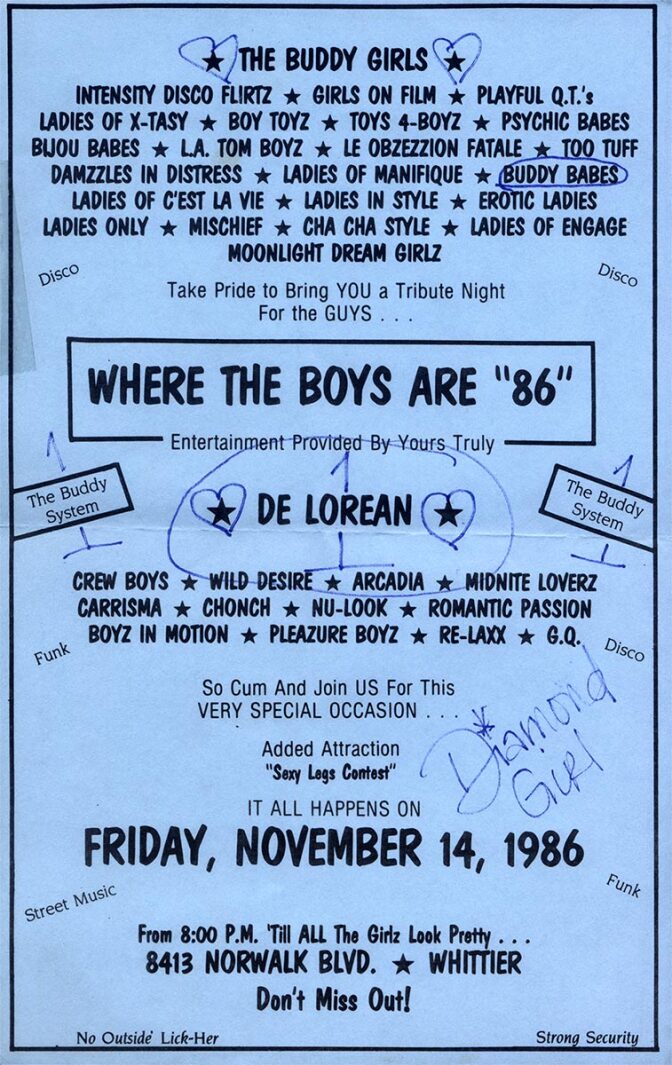 ★ THE BUDDY GIRLS ★
INTENSITY DISCO FLIRTZ ★ GIRLS ON FILM ★ PLAYFUL Q.T.'s
LADIES OF X-TASY ★ BOY TOYZ ★ TOYS 4-BOYZ ★ PSYCHIC BABES
BIJOU BABES ★ L.A. TOM BOYZ ★ LE OBZEZZION FATALE ★ TOO TUFF
DAMZZLES IN DISTRESS ★ LADIES OF MANIFIQUE ★ BUDDY BABES
LADIES OF C'EST LA VIE ★ LADIES IN STYLE ★ EROTIC LADIES
LADIES ONLY ★ MISCHIEF ★ CHA CHA STYLE ★ LADIES OF ENGAGE
MOONLIGHT DREAM GIRLZ
Disco
Disco
Take Pride to Bring YOU a Tribute Night
For the GUYS . . .
WHERE THE BOYS ARE "86"
Entertainment Provided By Yours Truly
1
1
1
The Buddy
System
The Buddy
System
★ DE LOREAN ★
CREW BOYS ★ WILD DESIRE ★ ARCADIA ★ MIDNITE LOVERZ
CARRISMA ★ CHONCH ★ NU-LOOK ★ ROMANTIC PASSION
BOYZ IN MOTION ★ PLEAZURE BOYZ ★ RE-LAXX ★ G.Q.
Funk
Disco
So Cum And Join US For This
VERY SPECIAL OCCASION . . .
Diamond
Girl
Added Attraction
"Sexy Legs Contest"
IT ALL HAPPENS ON
FRIDAY, NOVEMBER 14, 1986
Street Music
Funk
From 8:00 P.M. 'Till ALL The Girlz Look Pretty . . .
8413 NORWALK BLVD. ★ WHITTIER
Don't Miss Out!
No Outside Lick-Her
Strong Security